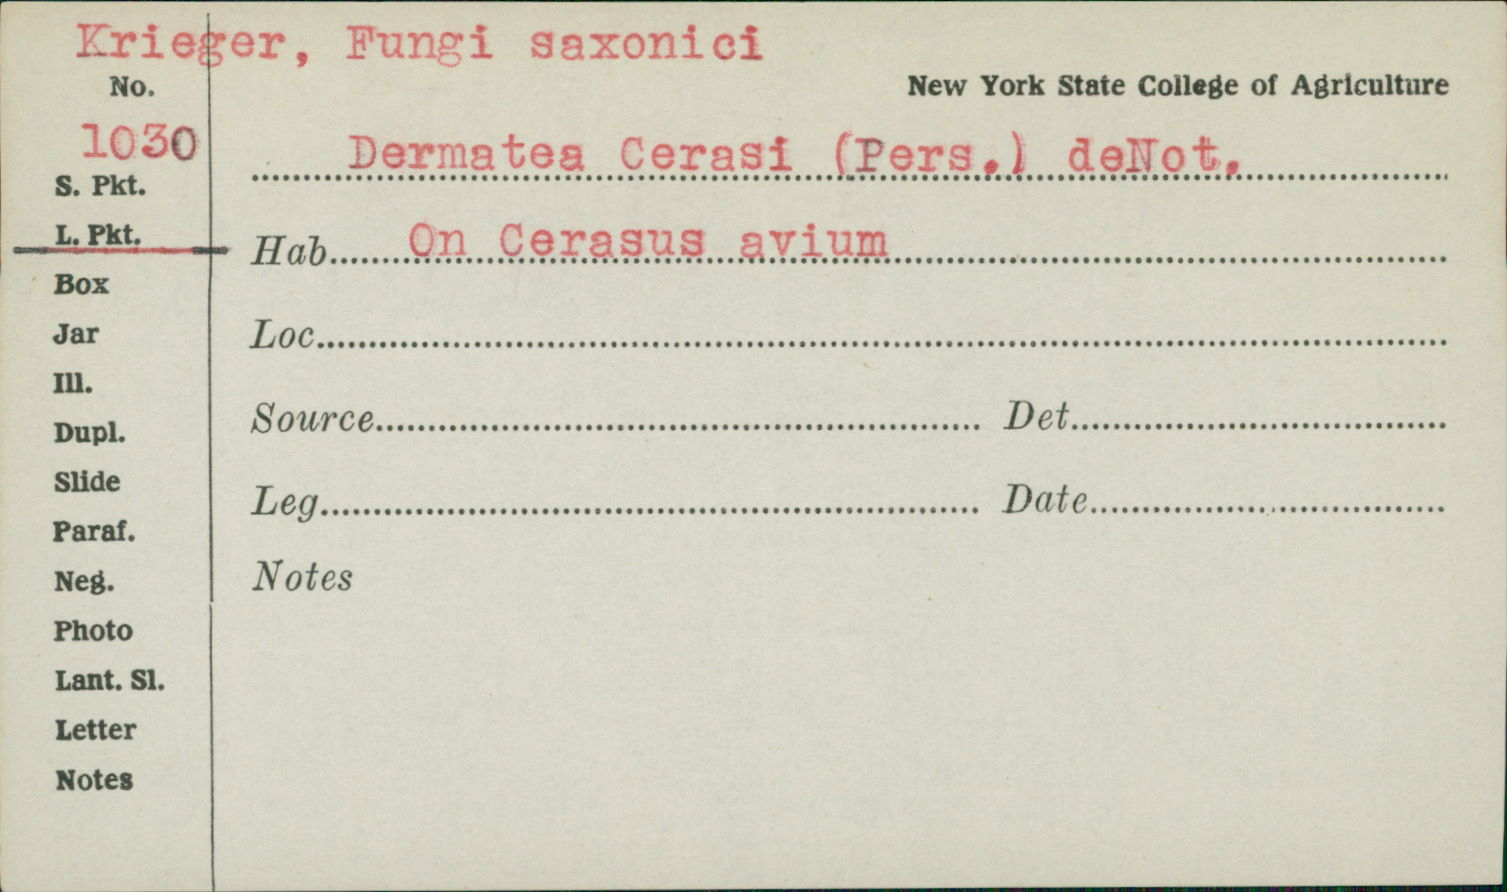 Krieger, Fungi saxonici
No.
New York State College of Agriculture
1030
Dermatea Cerasi (Pers.) deNot.
S. Pkt.
L. Pkt.
Hab. On Cerasus avium
Box
Jar
Loc.
Ill.
Source
Det.
Dupl.
Slide
Leg.
Date
Paraf.
Neg.
Notes
Photo
Lant. Sl.
Letter
Notes